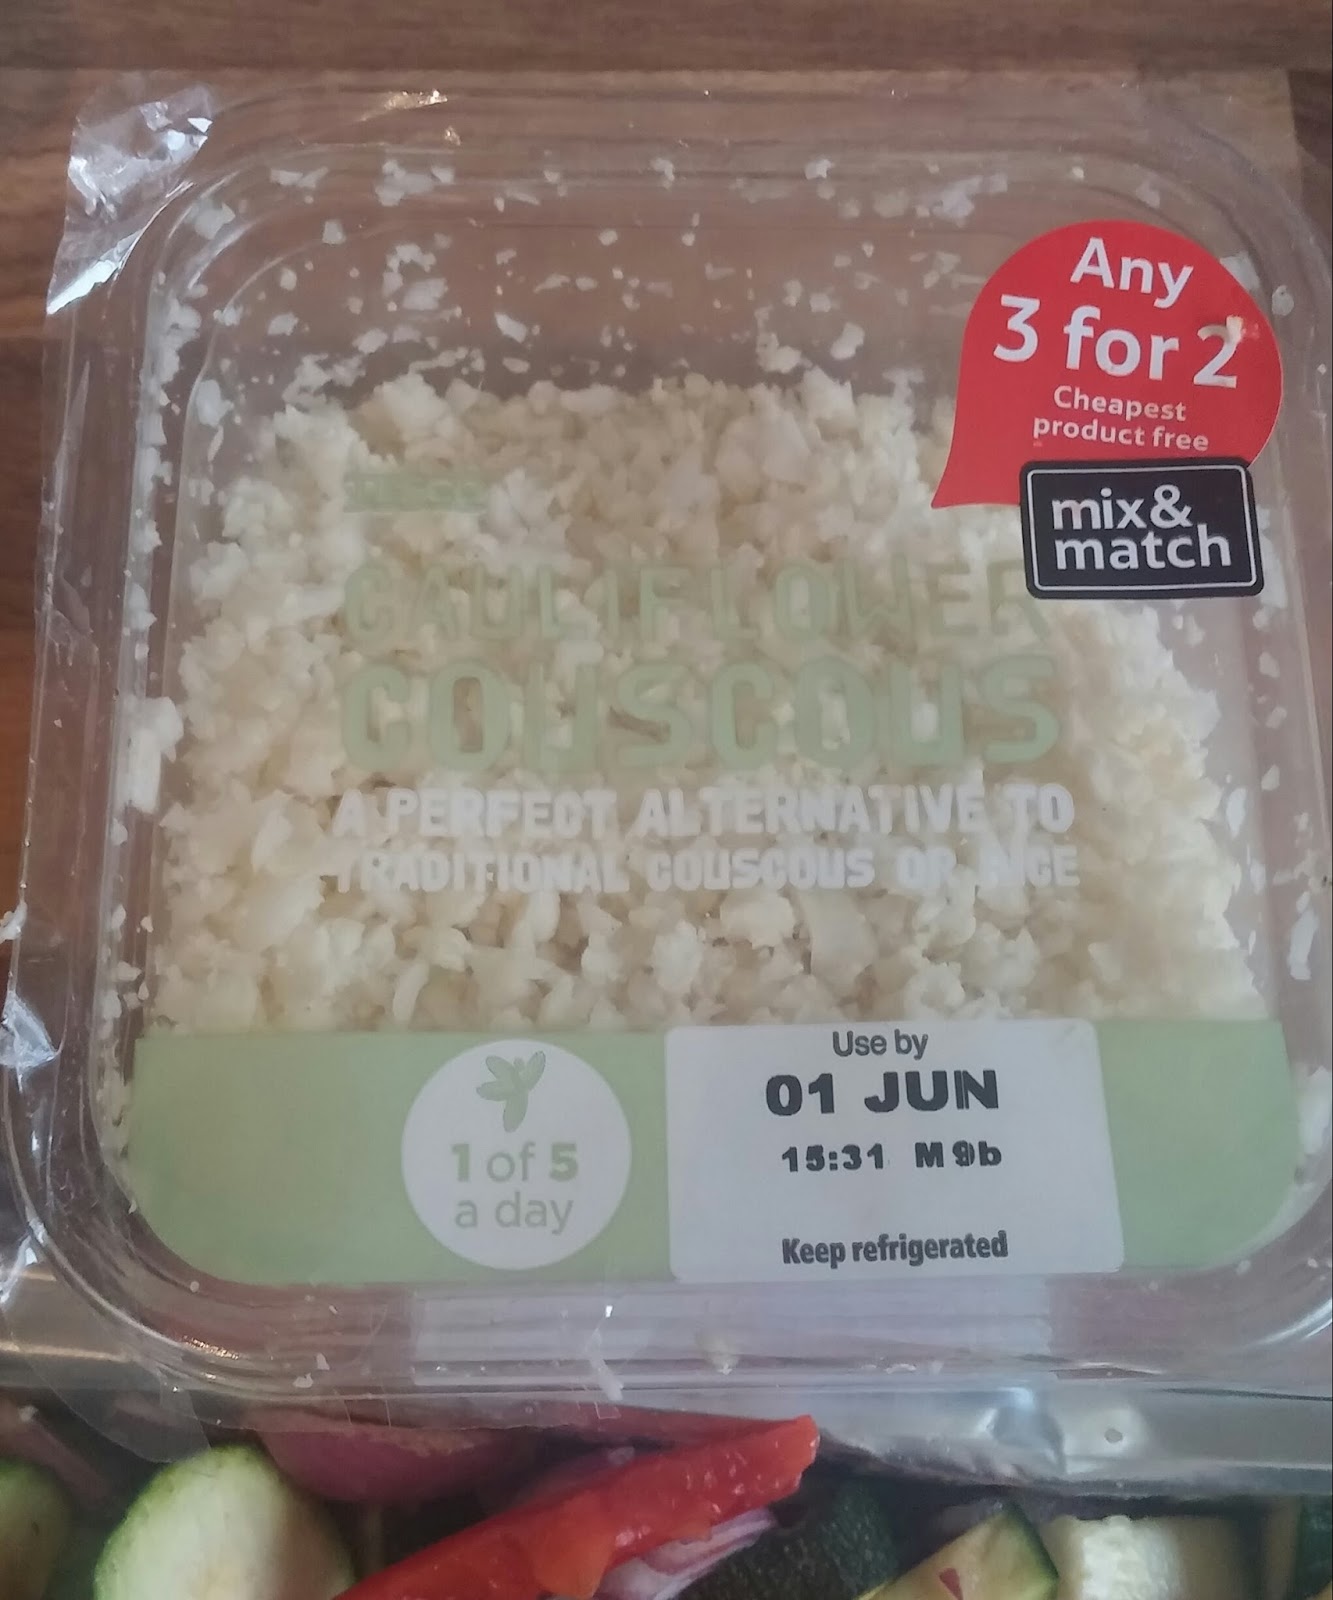 Any
3 for 2
Cheapest
product free
mix&
match
CAULIFLOWER
COUSCOUS
A PERFECT ALTERNATIVE TO
TRADITIONAL COUSCOUS OR RICE
Use by
01 JUN
15:31 M9b
Keep refrigerated
1 of 5
a day